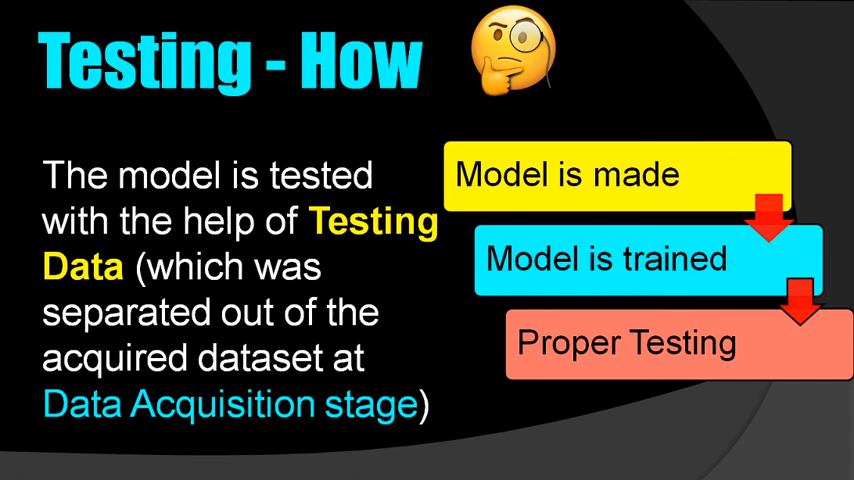 Testing - How
The model is tested
with the help of Testing
Data (which was
separated out of the
acquired dataset at
Data Acquisition stage)
Model is made
Model is trained
Proper Testing